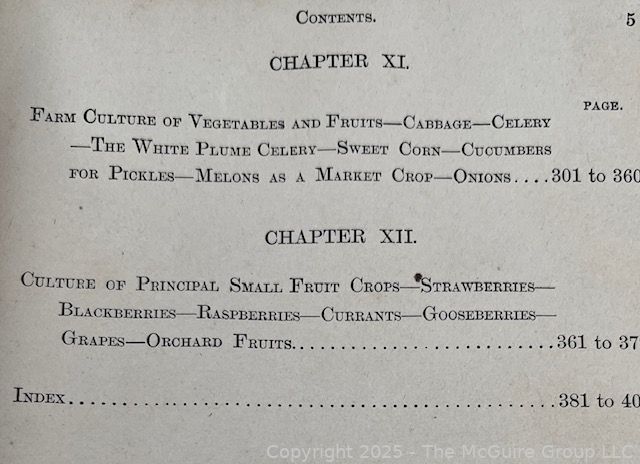 CONTENTS. 5
CHAPTER XI.
PAGE.
FARM CULTURE OF VEGETABLES AND FRUITS—CABBAGE—CELERY
—THE WHITE PLUME CELERY—SWEET CORN—CUCUMBERS
FOR PICKLES—MELONS AS A MARKET CROP—ONIONS....301 to 360
CHAPTER XII.
CULTURE OF PRINCIPAL SMALL FRUIT CROPS—STRAWBERRIES—
BLACKBERRIES—RASPBERRIES—CURRANTS—GOOSEBERRIES—
GRAPES—ORCHARD FRUITS...........................361 to 37
INDEX....................................................381 to 40
Copyright 2025 - The McGuire Group LLC